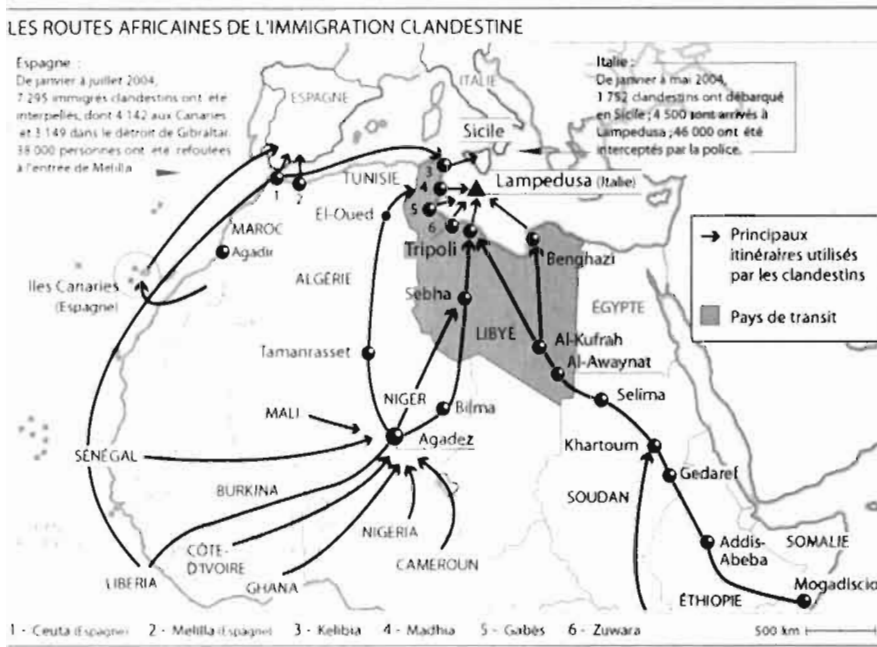 LES ROUTES AFRICAINES DE L'IMMIGRATION CLANDESTINE
Espagne :
De janvier à juillet 2004,
7 295 immigrés clandestins ont été
interpellés, dont 4 142 aux Canaries
et 3 149 dans le détroit de Gibraltar.
38 000 personnes ont été refoulées
à l'entrée de Melilla
Italie :
De janvier à mai 2004,
1 752 clandestins ont débarqué
en Sicile ; 4 500 sont arrivés à
Lampedusa ; 46 000 ont été
interceptés par la police.
ESPAGNE
ITALIE
Sicile
TUNISIE
Lampedusa (Italie)
1
2
3
4
5
6
El-Oued
MAROC
Agadir
Tripoli
Benghazi
Iles Canaries
(Espagne)
ALGÉRIE
Sebha
ÉGYPTE
LIBYE
Al-Kufrah
Al-Awaynat
Tamanrasset
Selima
NIGER
Bilma
MALI
Agadez
Khartoum
SÉNÉGAL
Gedaref
BURKINA
SOUDAN
NIGERIA
CÔTE-
D'IVOIRE
CAMEROUN
Addis-
Abeba
SOMALIE
LIBERIA
GHANA
Mogadiscio
ÉTHIOPIE
Principaux
itinéraires utilisés
par les clandestins
Pays de transit
1 - Ceuta (Espagne) 2 - Melilla (Espagne) 3 - Kelibia 4 - Madhia 5 - Gabès 6 - Zuwara 500 km